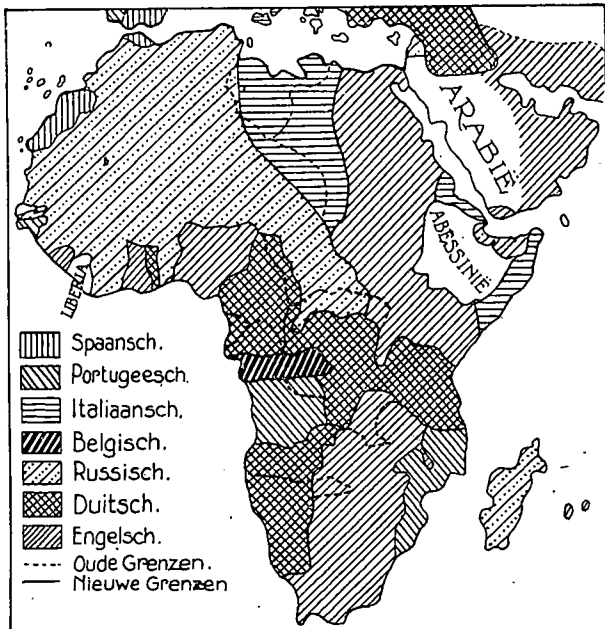 ARABIË
ABESSINIË
LIBERIA
Spaansch.
Portugeesch.
Italiaansch.
Belgisch.
Russisch.
Duitsch.
Engelsch.
Oude Grenzen.
Nieuwe Grenzen